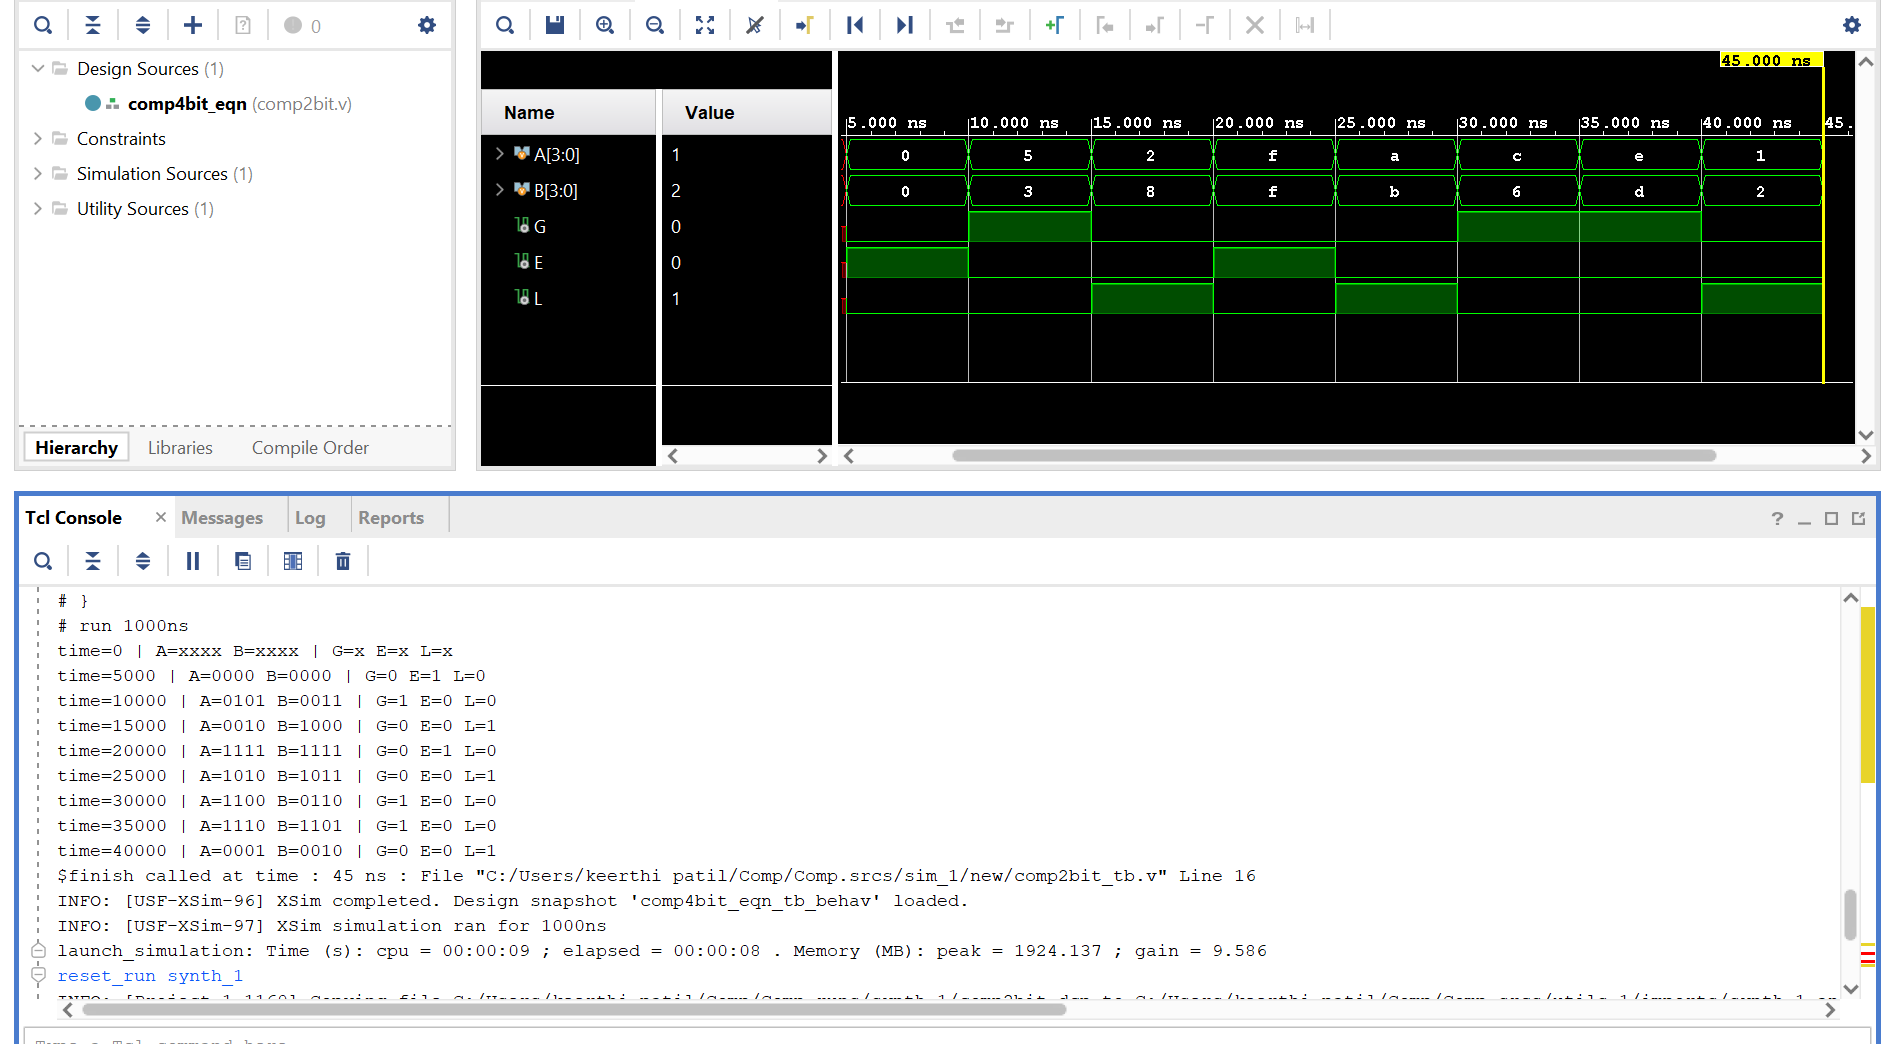 0
Design Sources (1)
comp4bit_eqn (comp2bit.v)
Constraints
Simulation Sources (1)
Utility Sources (1)
Hierarchy Libraries Compile Order
45.000 ns
Name Value
5.000 ns 10.000 ns 15.000 ns 20.000 ns 25.000 ns 30.000 ns 35.000 ns 40.000 ns 45.
A[3:0] 1 0 5 2 f a c e 1
B[3:0] 2 0 3 8 f b 6 d 2
G 0
E 0
L 1
Tcl Console × Messages Log Reports
# }
# run 1000ns
time=0 | A=xxxx B=xxxx | G=x E=x L=x
time=5000 | A=0000 B=0000 | G=0 E=1 L=0
time=10000 | A=0101 B=0011 | G=1 E=0 L=0
time=15000 | A=0010 B=1000 | G=0 E=0 L=1
time=20000 | A=1111 B=1111 | G=0 E=1 L=0
time=25000 | A=1010 B=1011 | G=0 E=0 L=1
time=30000 | A=1100 B=0110 | G=1 E=0 L=0
time=35000 | A=1110 B=1101 | G=1 E=0 L=0
time=40000 | A=0001 B=0010 | G=0 E=0 L=1
$finish called at time : 45 ns : File "C:/Users/keerthi patil/Comp/Comp.srcs/sim_1/new/comp2bit_tb.v" Line 16
INFO: [USF-XSim-96] XSim completed. Design snapshot 'comp4bit_eqn_tb_behav' loaded.
INFO: [USF-XSim-97] XSim simulation ran for 1000ns
launch_simulation: Time (s): cpu = 00:00:09 ; elapsed = 00:00:08 . Memory (MB): peak = 1924.137 ; gain = 9.586
reset_run synth_1